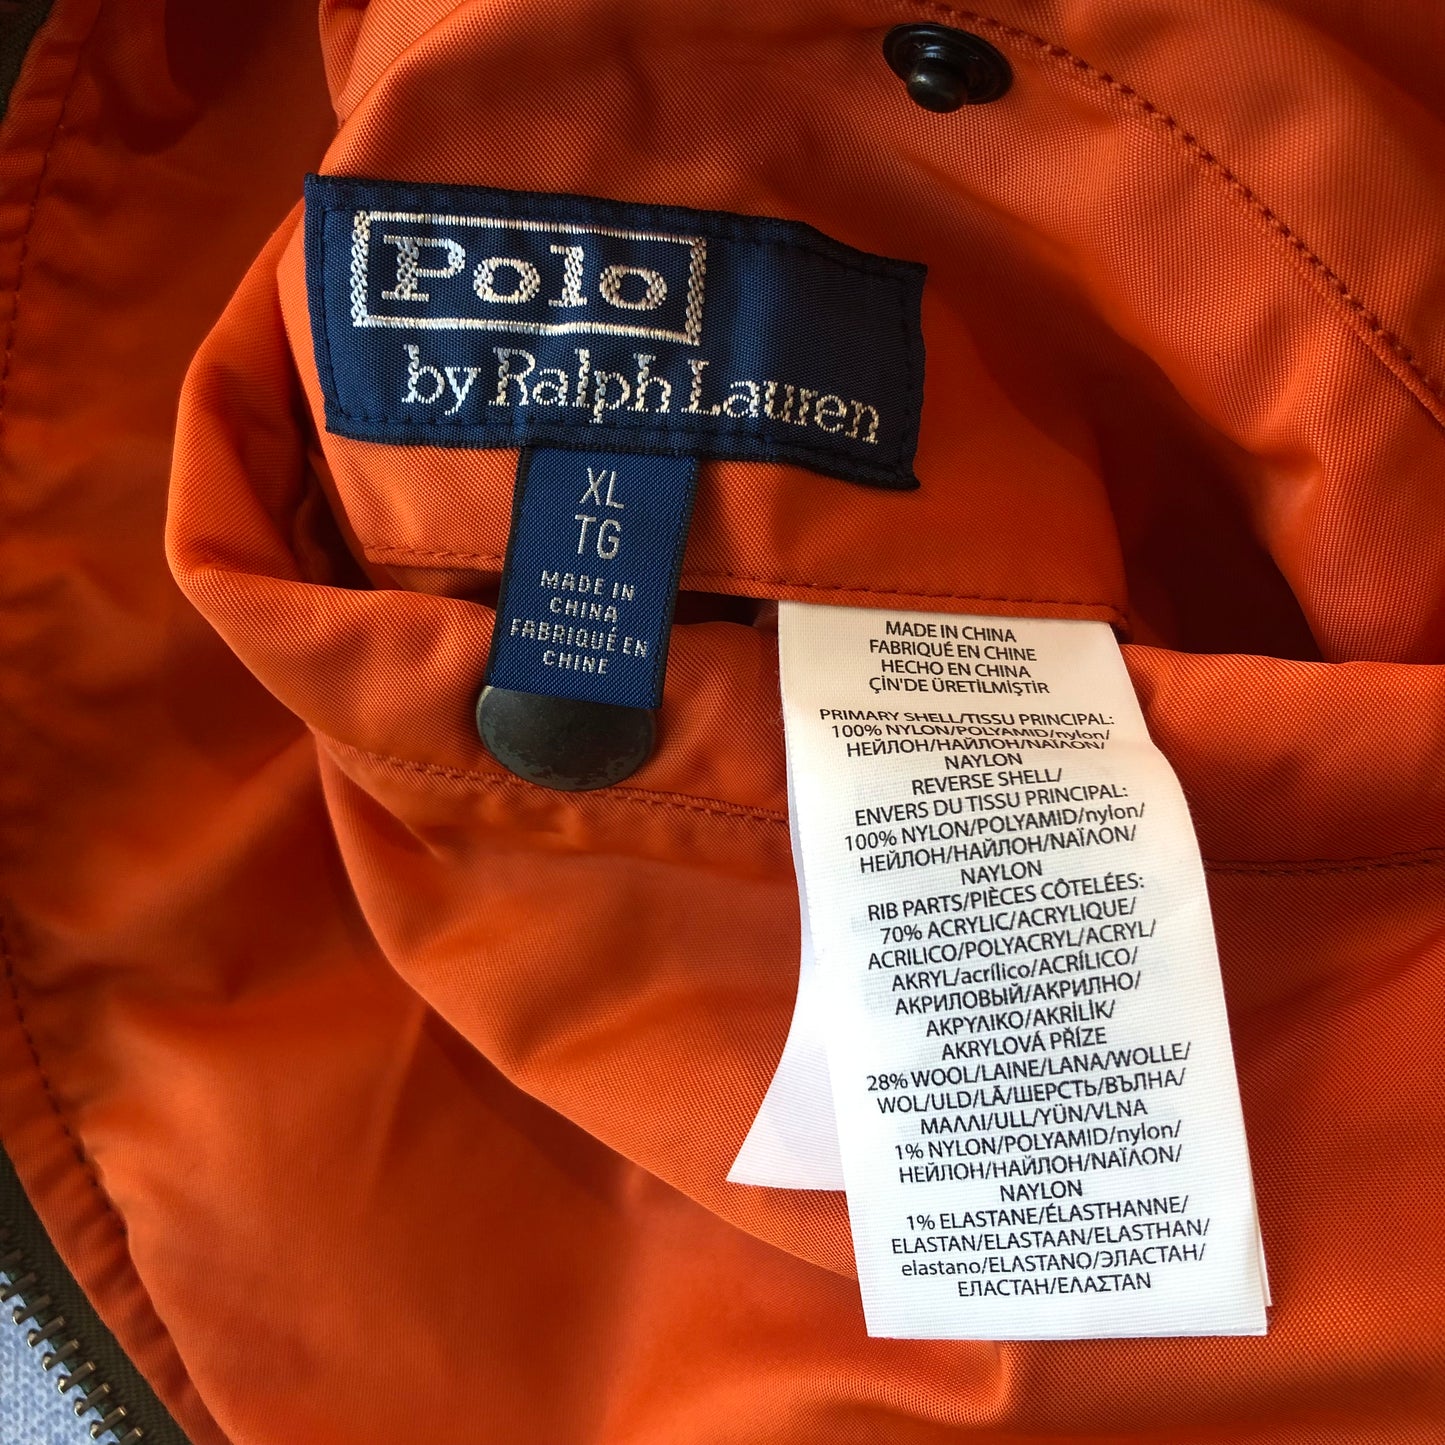 Polo
by Ralph Lauren
XL
TG
MADE IN
CHINA
FABRIQUÉ EN
CHINE
MADE IN CHINA
FABRIQUÉ EN CHINE
HECHO EN CHINA
ÇİN'DE ÜRETİLMİŞTİR
PRIMARY SHELL/TISSU PRINCIPAL:
100% NYLON/POLYAMID/nylon/
НЕЙЛОН/НАЙЛОН/ΝΑΪΛΟΝ/
NAYLON
REVERSE SHELL/
ENVERS DU TISSU PRINCIPAL:
100% NYLON/POLYAMID/nylon/
НЕЙЛОН/НАЙЛОН/ΝΑΪΛΟΝ/
NAYLON
RIB PARTS/PIÈCES CÔTELÉES:
70% ACRYLIC/ACRYLIQUE/
ACRILICO/POLYACRYL/ACRYL/
AKRYL/acrílico/ACRÍLICO/
АКРИЛОВЫЙ/АКРИЛНО/
ΑΚΡΥΛΙΚΟ/AKRİLİK/
AKRYLOVÁ PŘÍZE
28% WOOL/LAINE/LANA/WOLLE/
WOL/ULD/LÃ/ШЕРСТЬ/ВЪЛНА/
ΜΑΛΛΙ/ULL/YÜN/VLNA
1% NYLON/POLYAMID/nylon/
НЕЙЛОН/НАЙЛОН/ΝΑΪΛΟΝ/
NAYLON
1% ELASTANE/ÉLASTHANNE/
ELASTAN/ELASTAAN/ELASTHAN/
elastano/ELASTANO/ЭЛАСТАН/
ЕЛАСТАН/ΕΛΑΣΤΑΝ